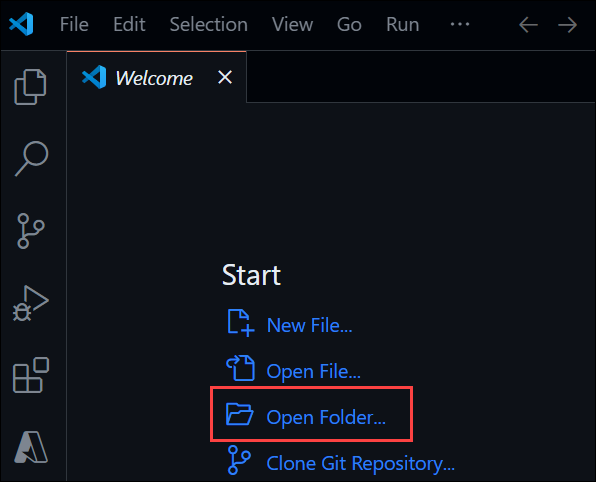 File Edit Selection View Go Run ···
Welcome
Start
New File...
Open File...
Open Folder...
Clone Git Repository...